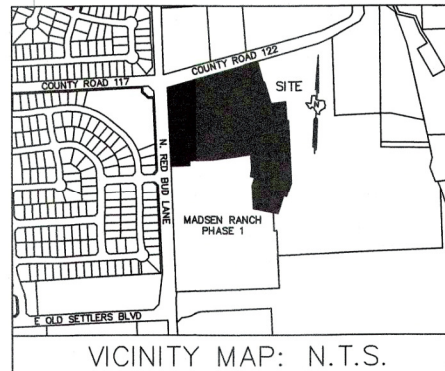 COUNTY ROAD 122
COUNTY ROAD 117
SITE
N
N. RED BUD LANE
MADSEN RANCH
PHASE 1
E OLD SETTLERS BLVD
VICINITY MAP: N.T.S.